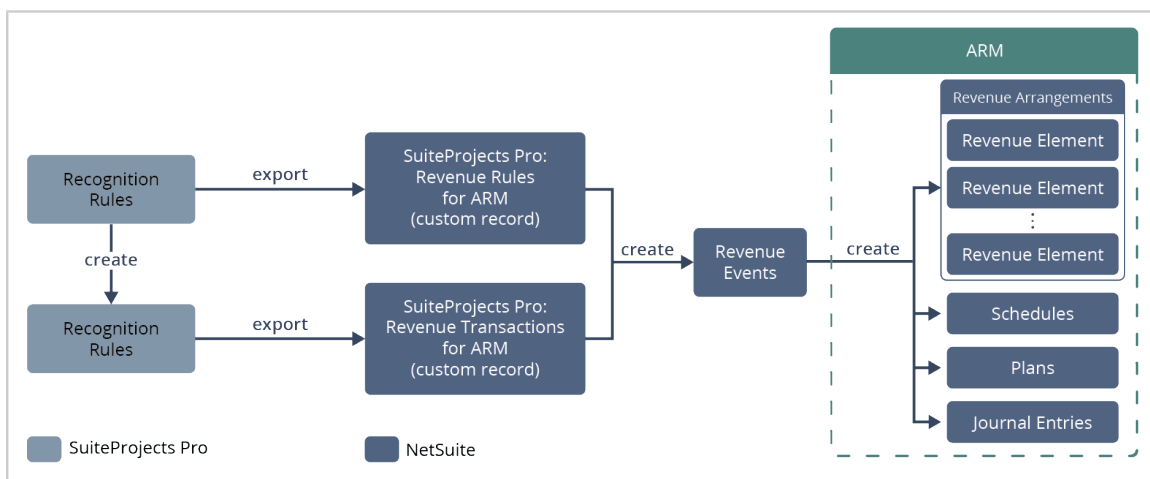 ARM
Revenue Arrangements
Revenue Element
Revenue Element
Revenue Element
Schedules
Plans
Journal Entries
Recognition
Rules
export
SuiteProjects Pro:
Revenue Rules
for ARM
(custom record)
create
Recognition
Rules
export
SuiteProjects Pro:
Revenue Transactions
for ARM
(custom record)
create
Revenue
Events
create
SuiteProjects Pro
NetSuite